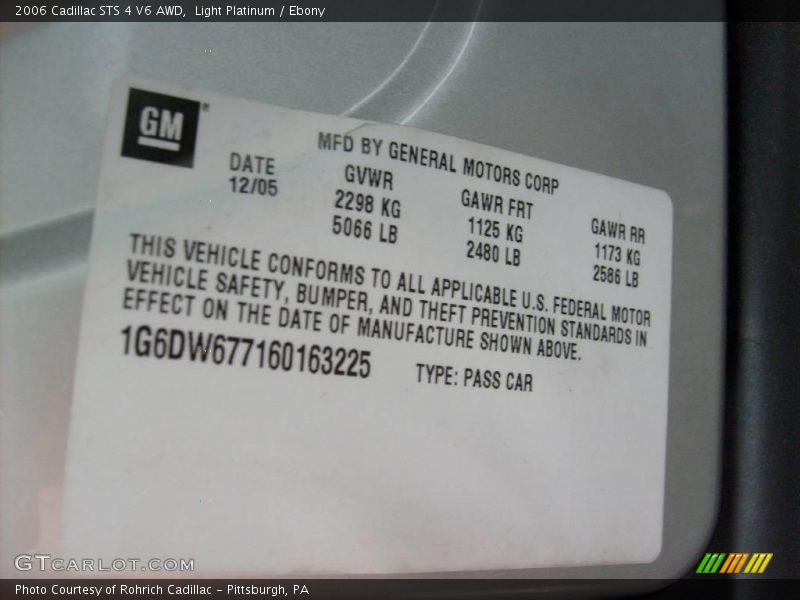 2006 Cadillac STS 4 V6 AWD, Light Platinum / Ebony
GM®
MFD BY GENERAL MOTORS CORP
DATE GVWR GAWR FRT GAWR RR
12/05 2298 KG 1125 KG 1173 KG
5066 LB 2480 LB 2586 LB
THIS VEHICLE CONFORMS TO ALL APPLICABLE U.S. FEDERAL MOTOR
VEHICLE SAFETY, BUMPER, AND THEFT PREVENTION STANDARDS IN
EFFECT ON THE DATE OF MANUFACTURE SHOWN ABOVE.
1G6DW677160163225 TYPE: PASS CAR
GTCARLOT.COM
Photo Courtesy of Rohrich Cadillac - Pittsburgh, PA